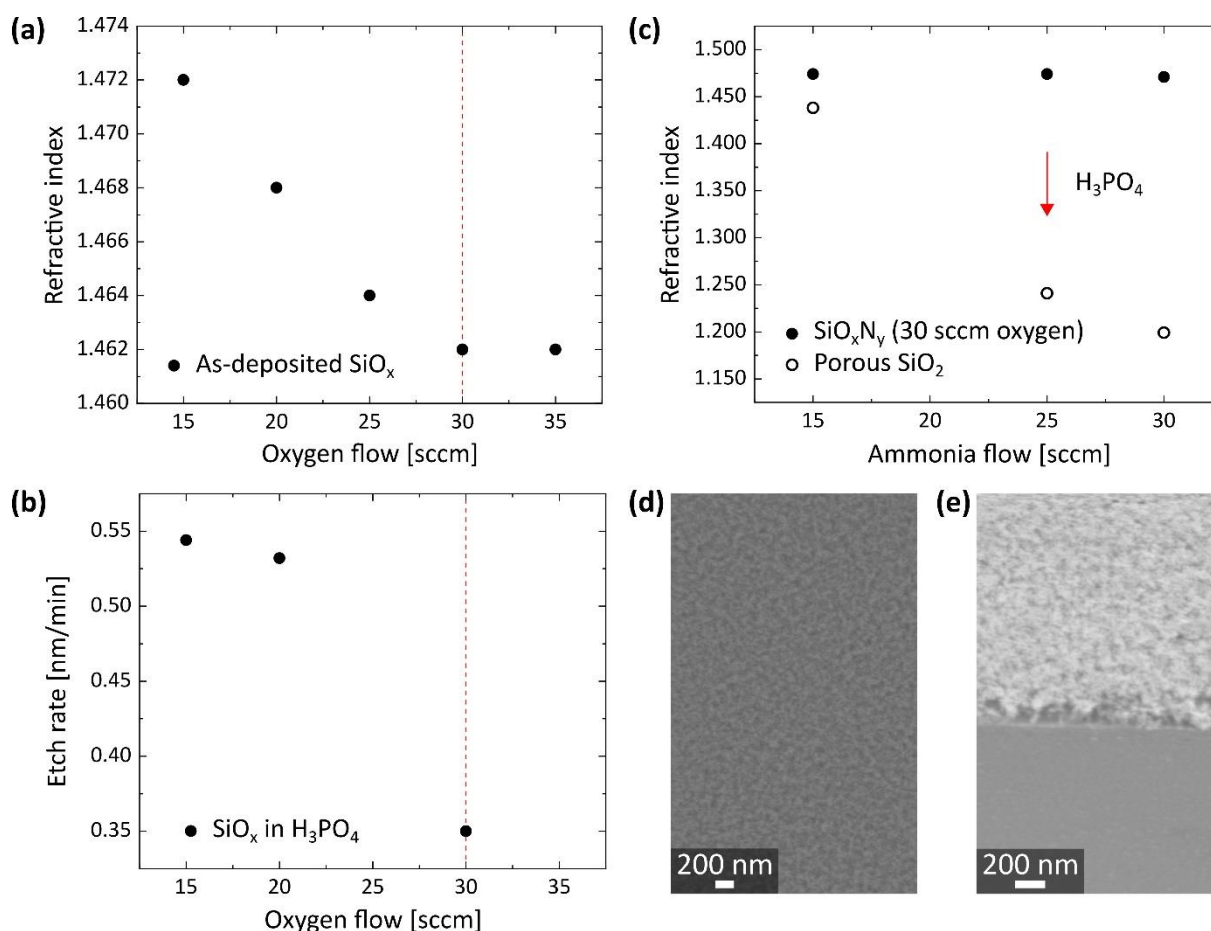 (a)
1.474
1.472
1.470
1.468
1.466
1.464
1.462
1.460
Refractive index
As-deposited SiOₓ
15 20 25 30 35
Oxygen flow [sccm]
(c)
1.500
1.450
1.400
1.350
1.300
1.250
1.200
1.150
Refractive index
H₃PO₄
SiOₓNᵧ (30 sccm oxygen)
Porous SiO₂
15 20 25 30
Ammonia flow [sccm]
(b)
0.55
0.50
0.45
0.40
0.35
Etch rate [nm/min]
SiOₓ in H₃PO₄
15 20 25 30 35
Oxygen flow [sccm]
(d)
200 nm
(e)
200 nm